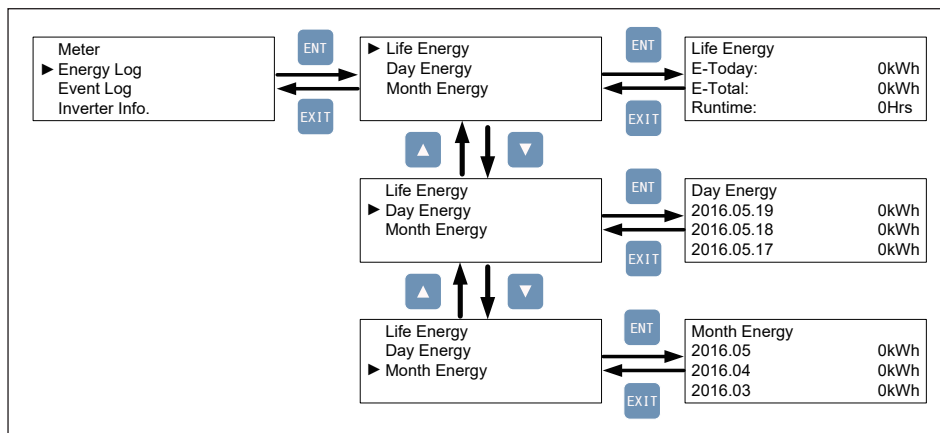 Meter
▶ Energy Log
Event Log
Inverter Info.
ENT
EXIT
▶ Life Energy
Day Energy
Month Energy
ENT
EXIT
Life Energy
E-Today: 0kWh
E-Total: 0kWh
Runtime: 0Hrs
▲ ▼
Life Energy
▶ Day Energy
Month Energy
ENT
EXIT
Day Energy
2016.05.19 0kWh
2016.05.18 0kWh
2016.05.17 0kWh
▲ ▼
Life Energy
Day Energy
▶ Month Energy
ENT
EXIT
Month Energy
2016.05 0kWh
2016.04 0kWh
2016.03 0kWh